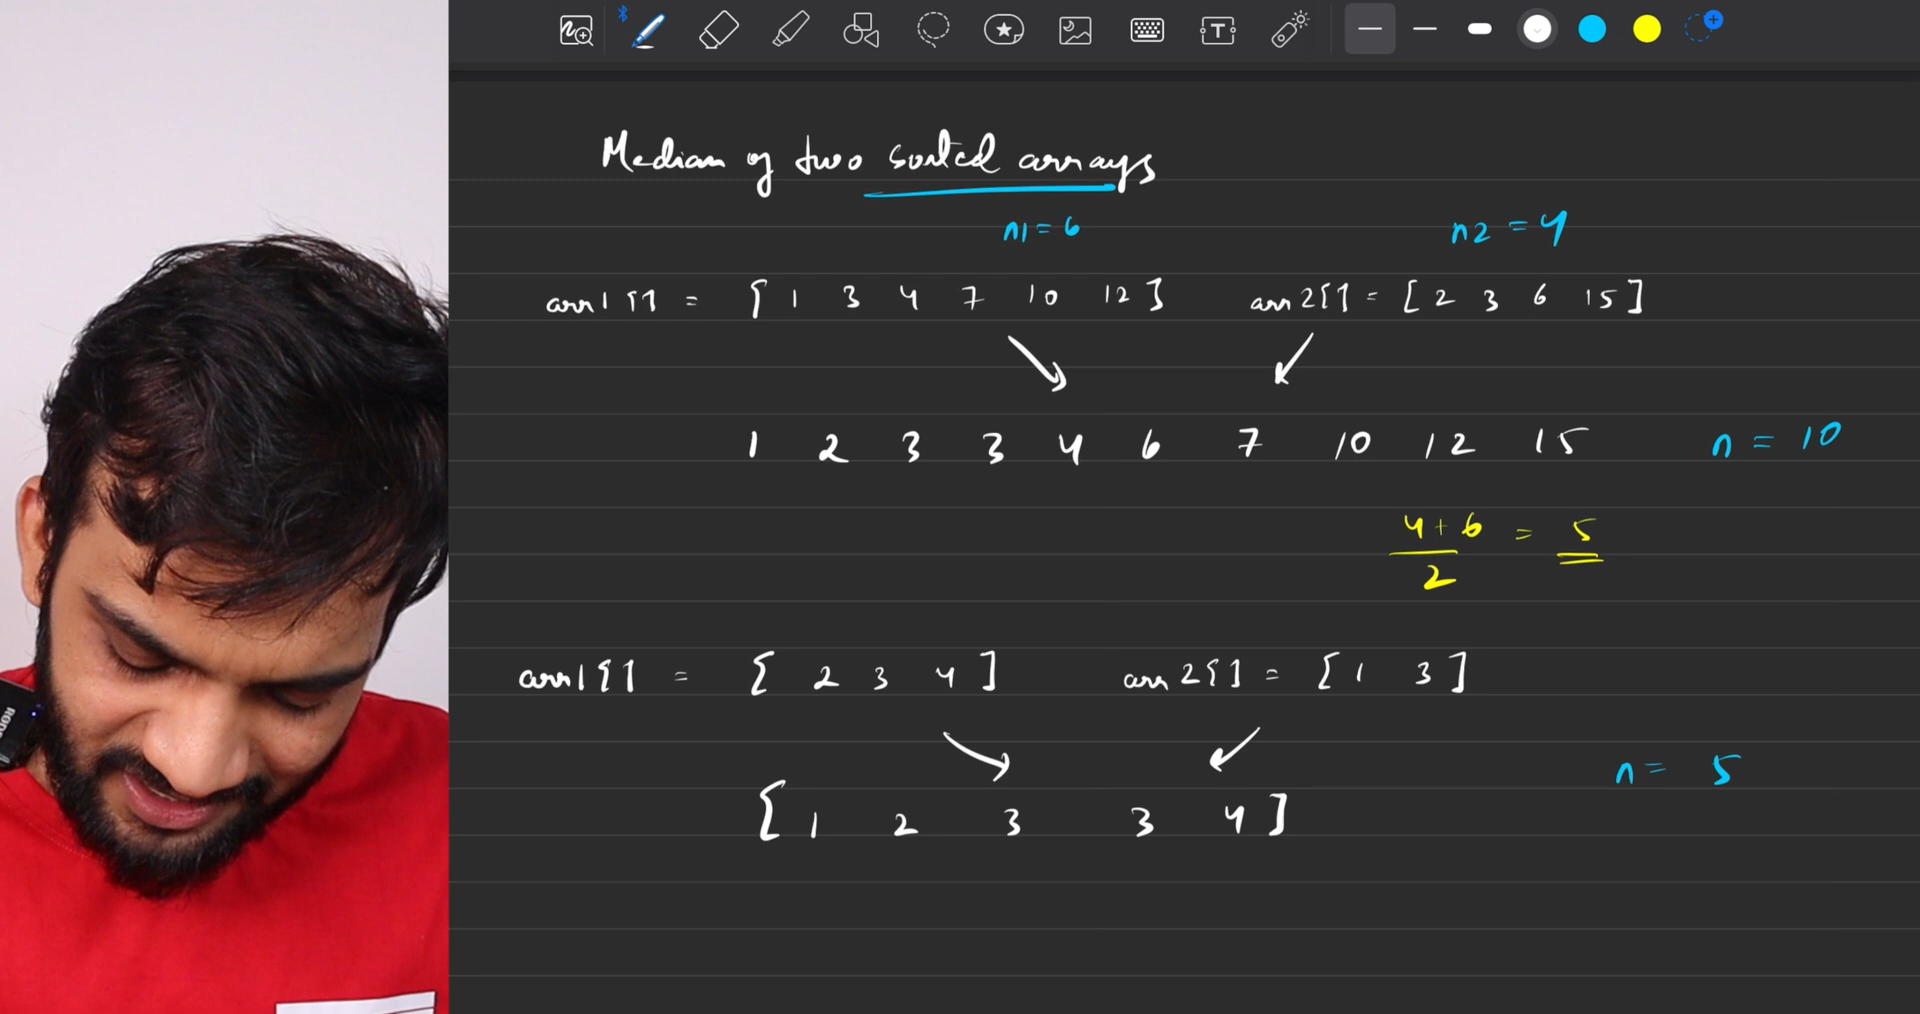 Median of two sorted arrays
n1 = 6
n2 = 4
arr1[] = [ 1 3 4 7 10 12 ]
arr2[] = [ 2 3 6 15 ]
1 2 3 3 4 6 7 10 12 15
n = 10
4 + 6 / 2 = 5
arr1[] = [ 2 3 4 ]
arr2[] = [ 1 3 ]
n = 5
[ 1 2 3 3 4 ]